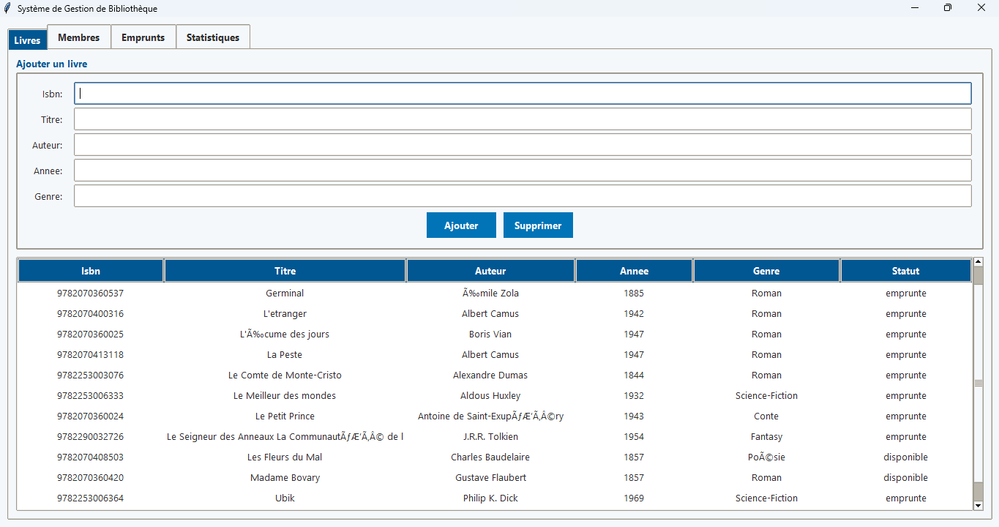 Système de Gestion de Bibliothèque
Livres Membres Emprunts Statistiques
Ajouter un livre
Isbn:
Titre:
Auteur:
Annee:
Genre:
Ajouter Supprimer
Isbn Titre Auteur Annee Genre Statut
9782070360537 Germinal Ã‰mile Zola 1885 Roman emprunte
9782070400316 L'etranger Albert Camus 1942 Roman emprunte
9782070360025 L'Ã‰cume des jours Boris Vian 1947 Roman emprunte
9782070413118 La Peste Albert Camus 1947 Roman emprunte
9782253003076 Le Comte de Monte-Cristo Alexandre Dumas 1844 Roman emprunte
9782253006333 Le Meilleur des mondes Aldous Huxley 1932 Science-Fiction emprunte
9782070360024 Le Petit Prince Antoine de Saint-ExupÃƒÆ’Ã‚Â©ry 1943 Conte emprunte
9782290032726 Le Seigneur des Anneaux La CommunautÃƒÆ’Ã‚Â© de l J.R.R. Tolkien 1954 Fantasy emprunte
9782070408503 Les Fleurs du Mal Charles Baudelaire 1857 PoÃ©sie disponible
9782070360420 Madame Bovary Gustave Flaubert 1857 Roman disponible
9782253006364 Ubik Philip K. Dick 1969 Science-Fiction emprunte